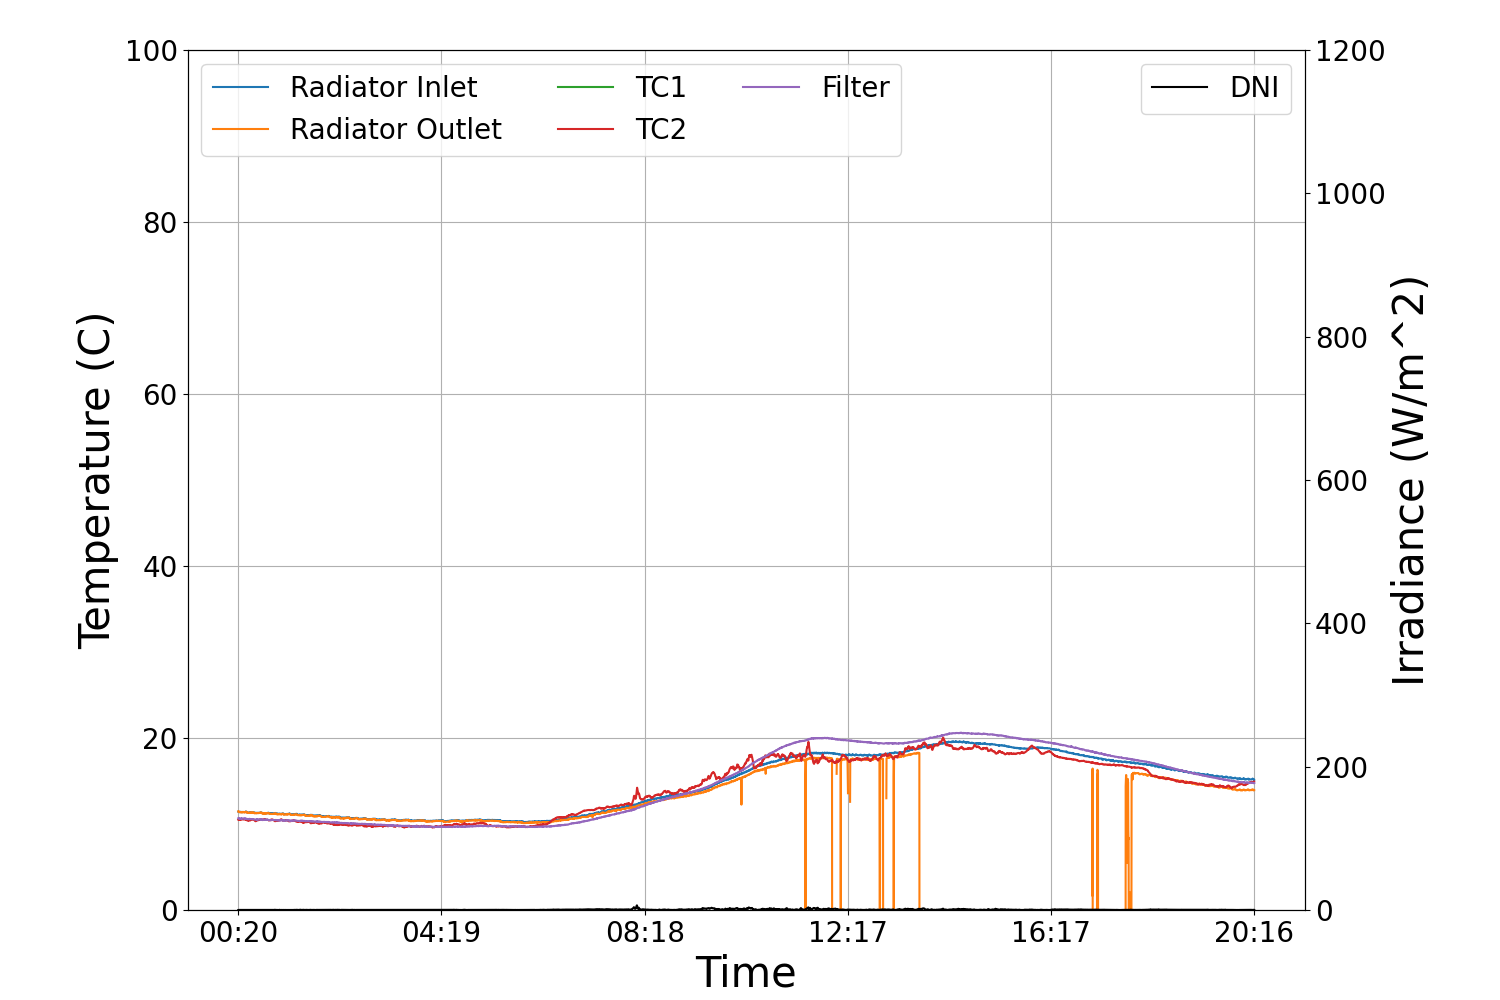 100
80
60
40
20
0
Temperature (C)
Radiator Inlet
Radiator Outlet
TC1
TC2
Filter
DNI
1200
1000
800
600
400
200
0
Irradiance (W/m^2)
00:20 04:19 08:18 12:17 16:17 20:16
Time